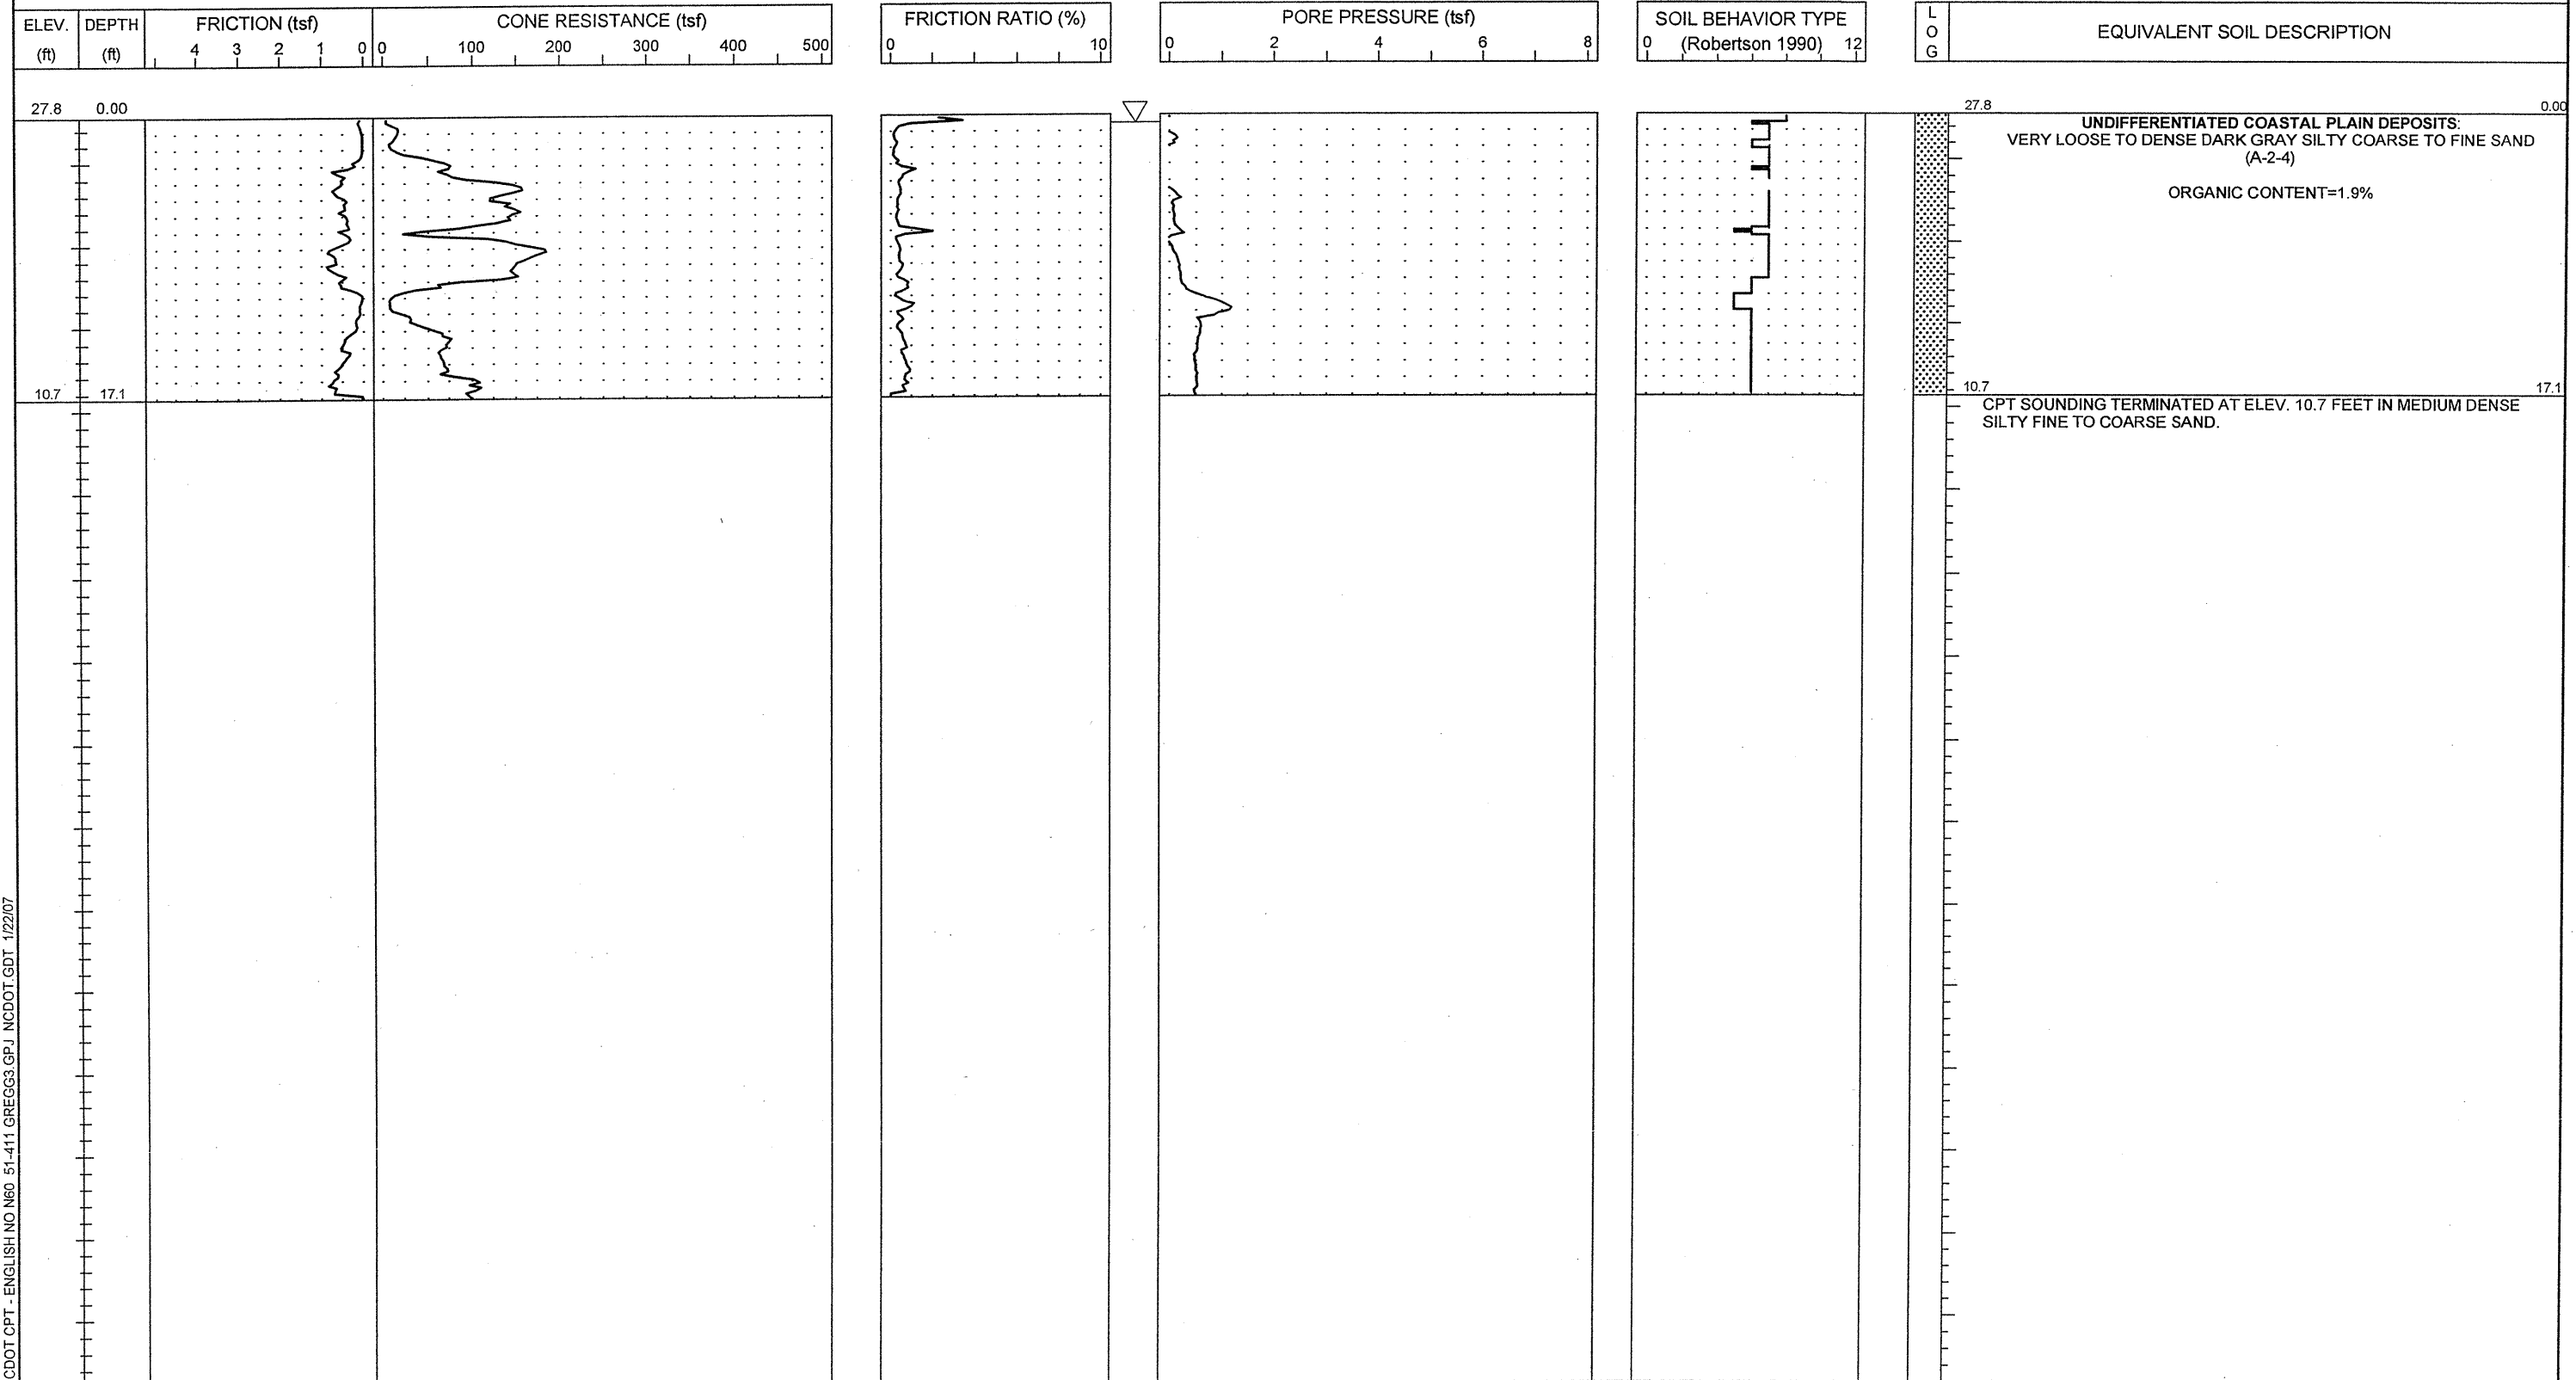 ELEV.
(ft)
DEPTH
(ft)
FRICTION (tsf)
4 3 2 1 0
CONE RESISTANCE (tsf)
0 100 200 300 400 500
FRICTION RATIO (%)
0 10
PORE PRESSURE (tsf)
0 2 4 6 8
SOIL BEHAVIOR TYPE
(Robertson 1990)
0 12
L
O
G
EQUIVALENT SOIL DESCRIPTION
27.8 0.00
27.8 0.00
UNDIFFERENTIATED COASTAL PLAIN DEPOSITS:
VERY LOOSE TO DENSE DARK GRAY SILTY COARSE TO FINE SAND
(A-2-4)
ORGANIC CONTENT=1.9%
10.7 17.1
10.7 17.1
CPT SOUNDING TERMINATED AT ELEV. 10.7 FEET IN MEDIUM DENSE
SILTY FINE TO COARSE SAND.
CDOT CPT - ENGLISH NO N60 51-411 GREGG3.GPJ NCDOT.GDT 1/22/07